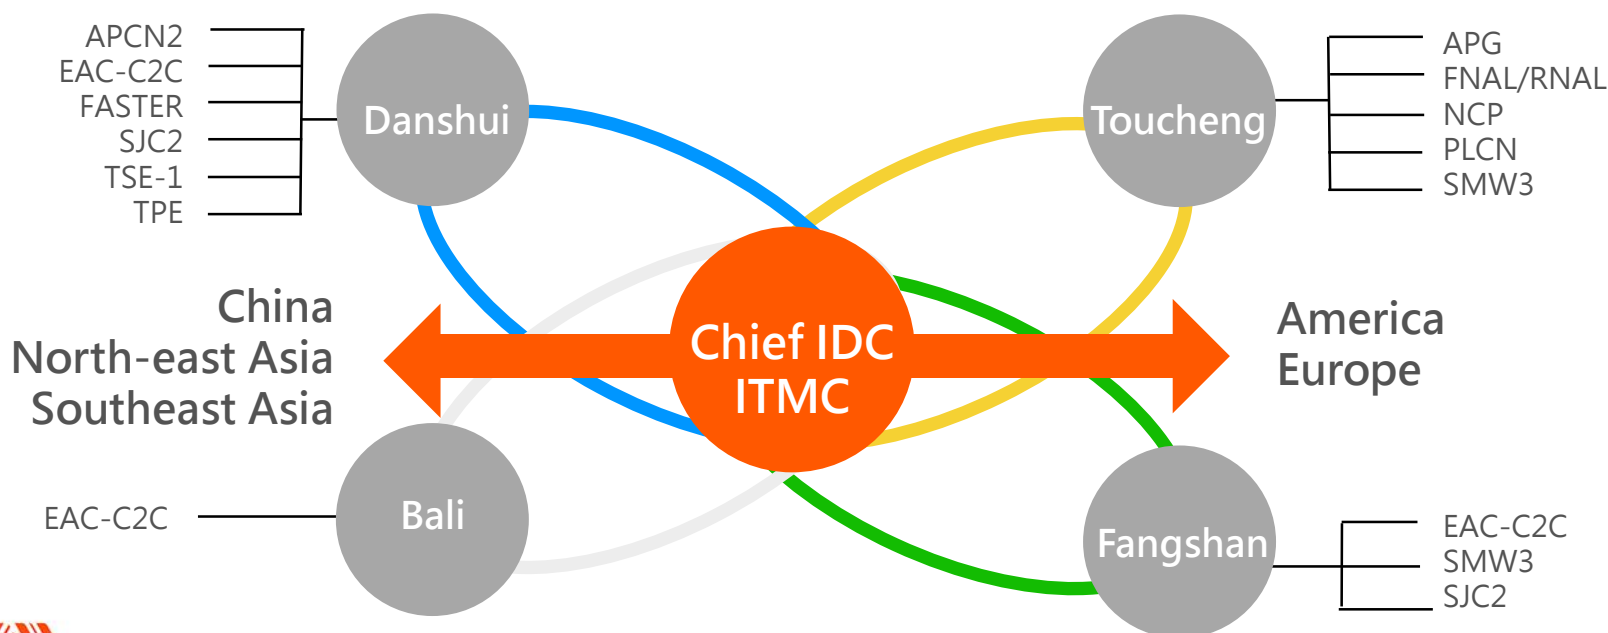 APCN2
EAC-C2C
FASTER
SJC2
TSE-1
TPE
Danshui
Toucheng
APG
FNAL/RNAL
NCP
PLCN
SMW3
China
North-east Asia
Southeast Asia
Chief IDC
ITMC
America
Europe
EAC-C2C
Bali
Fangshan
EAC-C2C
SMW3
SJC2